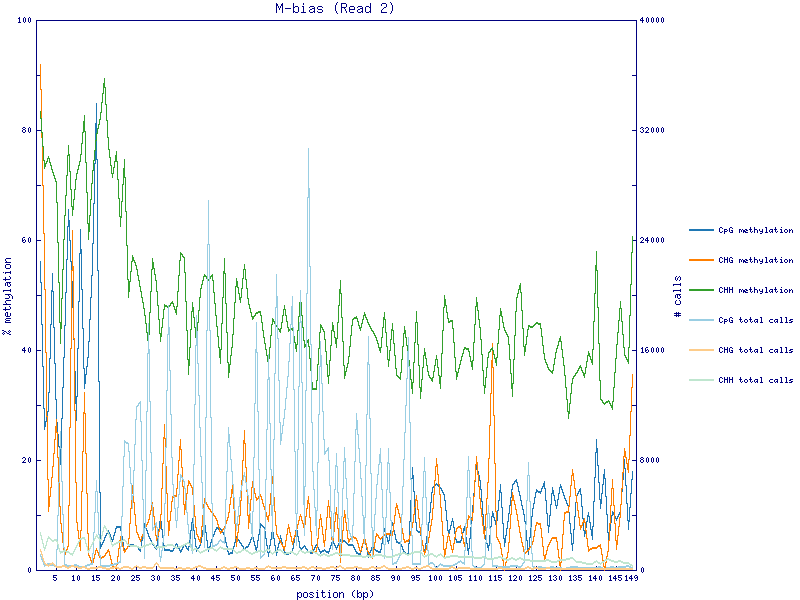 M-bias (Read 2)
100
80
60
40
20
0
40000
32000
24000
16000
8000
0
% methylation
# calls
5 10 15 20 25 30 35 40 45 50 55 60 65 70 75 80 85 90 95 100 105 110 115 120 125 130 135 140 145 149
position (bp)
CpG methylation
CHG methylation
CHH methylation
CpG total calls
CHG total calls
CHH total calls